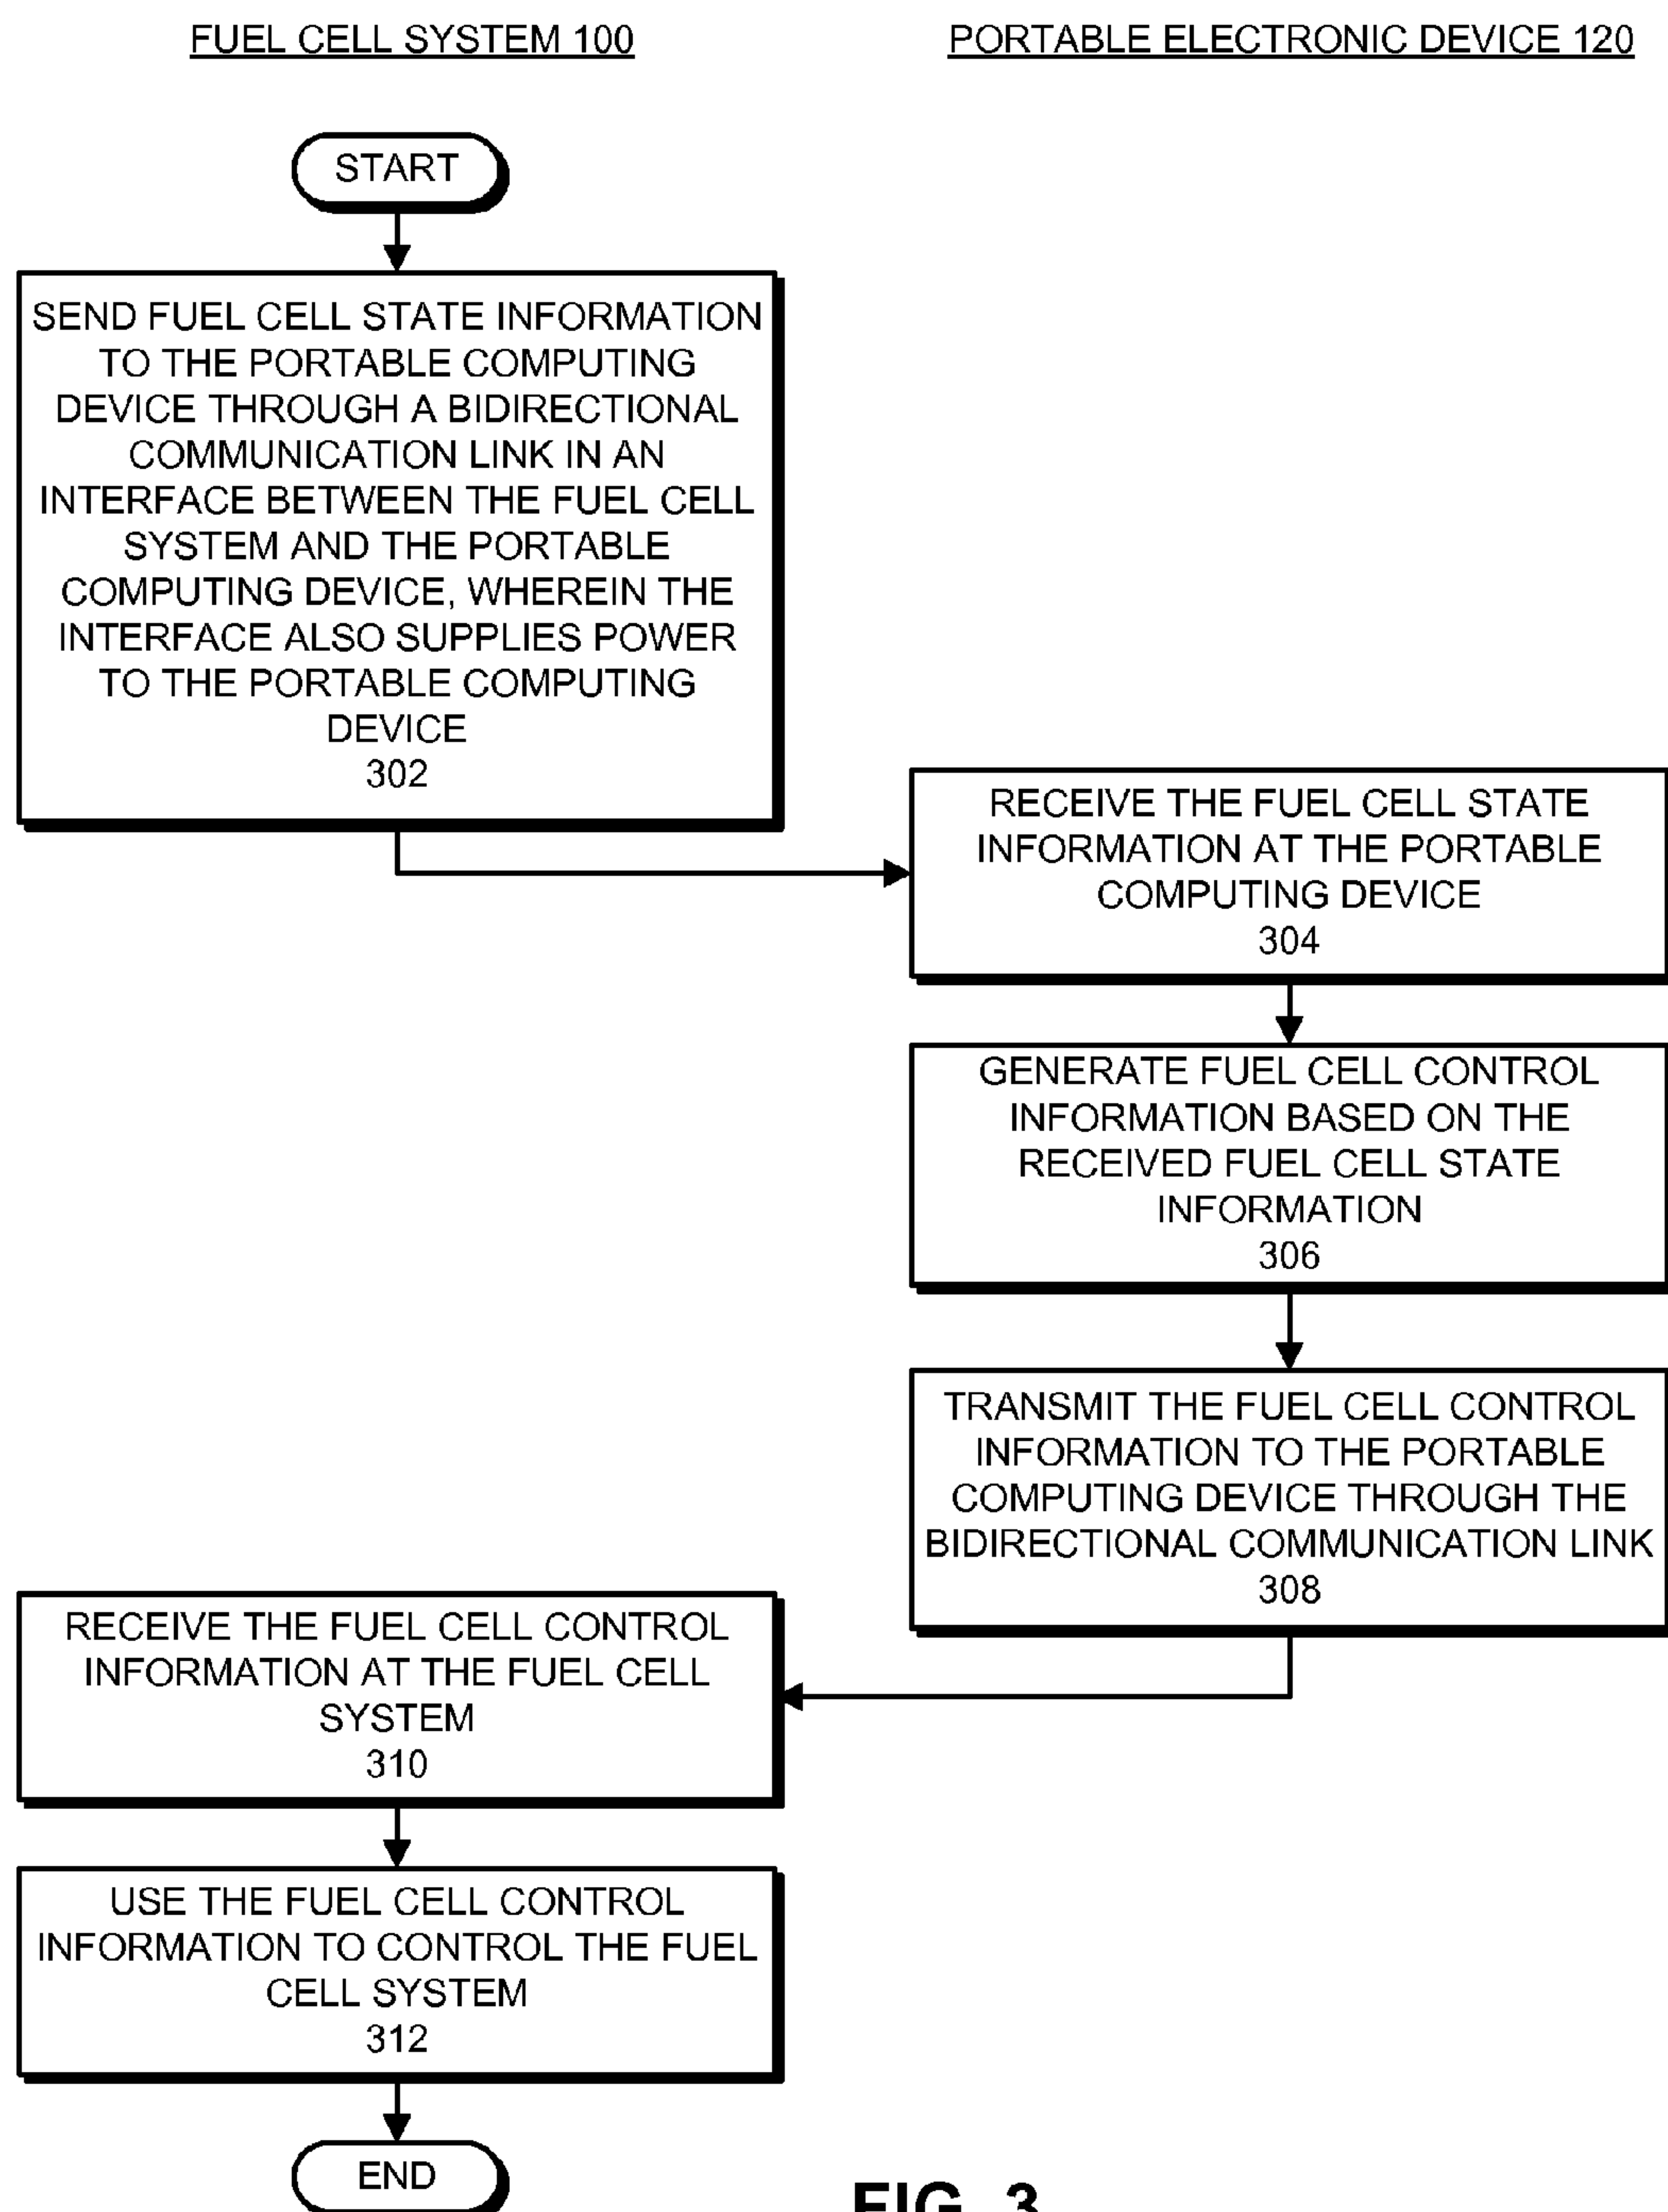 FUEL CELL SYSTEM 100
PORTABLE ELECTRONIC DEVICE 120
START
SEND FUEL CELL STATE INFORMATION
TO THE PORTABLE COMPUTING
DEVICE THROUGH A BIDIRECTIONAL
COMMUNICATION LINK IN AN
INTERFACE BETWEEN THE FUEL CELL
SYSTEM AND THE PORTABLE
COMPUTING DEVICE, WHEREIN THE
INTERFACE ALSO SUPPLIES POWER
TO THE PORTABLE COMPUTING
DEVICE
302
RECEIVE THE FUEL CELL STATE
INFORMATION AT THE PORTABLE
COMPUTING DEVICE
304
GENERATE FUEL CELL CONTROL
INFORMATION BASED ON THE
RECEIVED FUEL CELL STATE
INFORMATION
306
TRANSMIT THE FUEL CELL CONTROL
INFORMATION TO THE PORTABLE
COMPUTING DEVICE THROUGH THE
BIDIRECTIONAL COMMUNICATION LINK
308
RECEIVE THE FUEL CELL CONTROL
INFORMATION AT THE FUEL CELL
SYSTEM
310
USE THE FUEL CELL CONTROL
INFORMATION TO CONTROL THE FUEL
CELL SYSTEM
312
END
FIG. 3